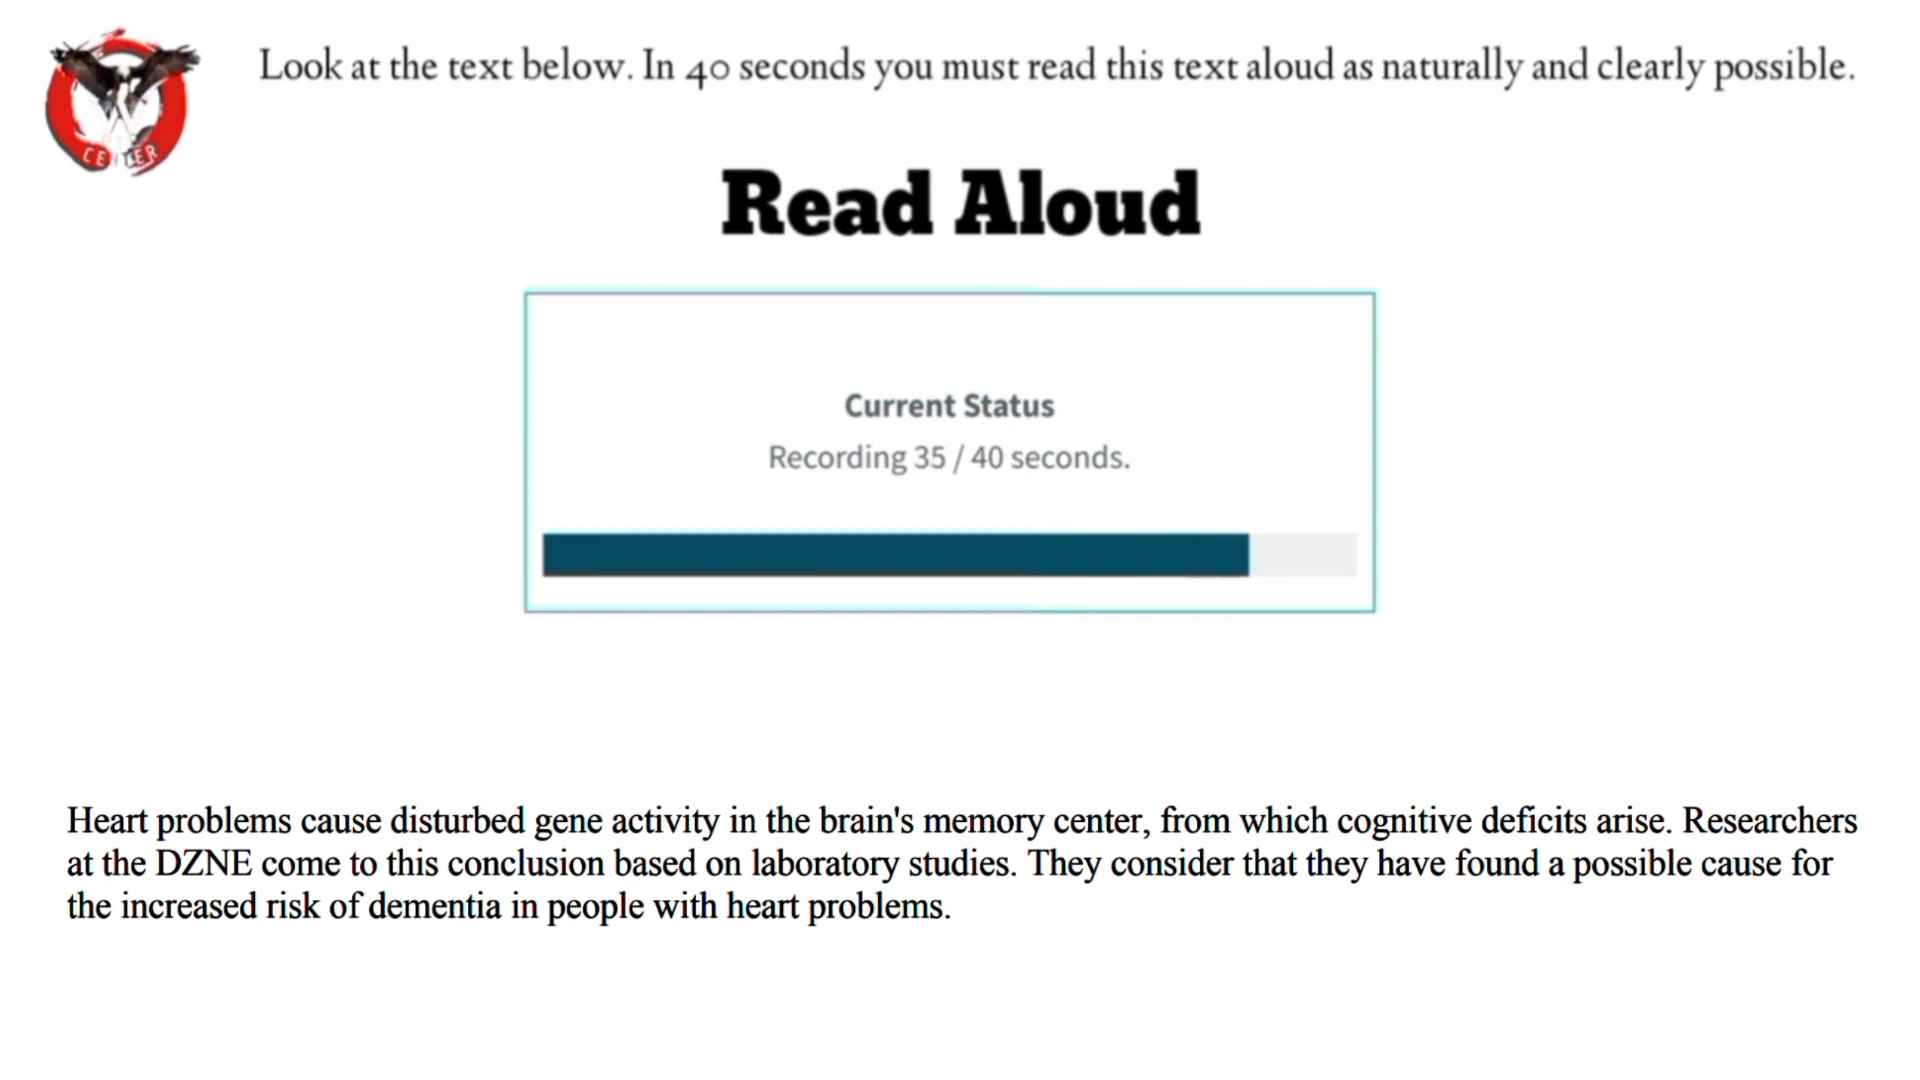 Look at the text below. In 40 seconds you must read this text aloud as naturally and clearly possible.
CENTER
Read Aloud
Current Status
Recording 35 / 40 seconds.
Heart problems cause disturbed gene activity in the brain's memory center, from which cognitive deficits arise. Researchers
at the DZNE come to this conclusion based on laboratory studies. They consider that they have found a possible cause for
the increased risk of dementia in people with heart problems.